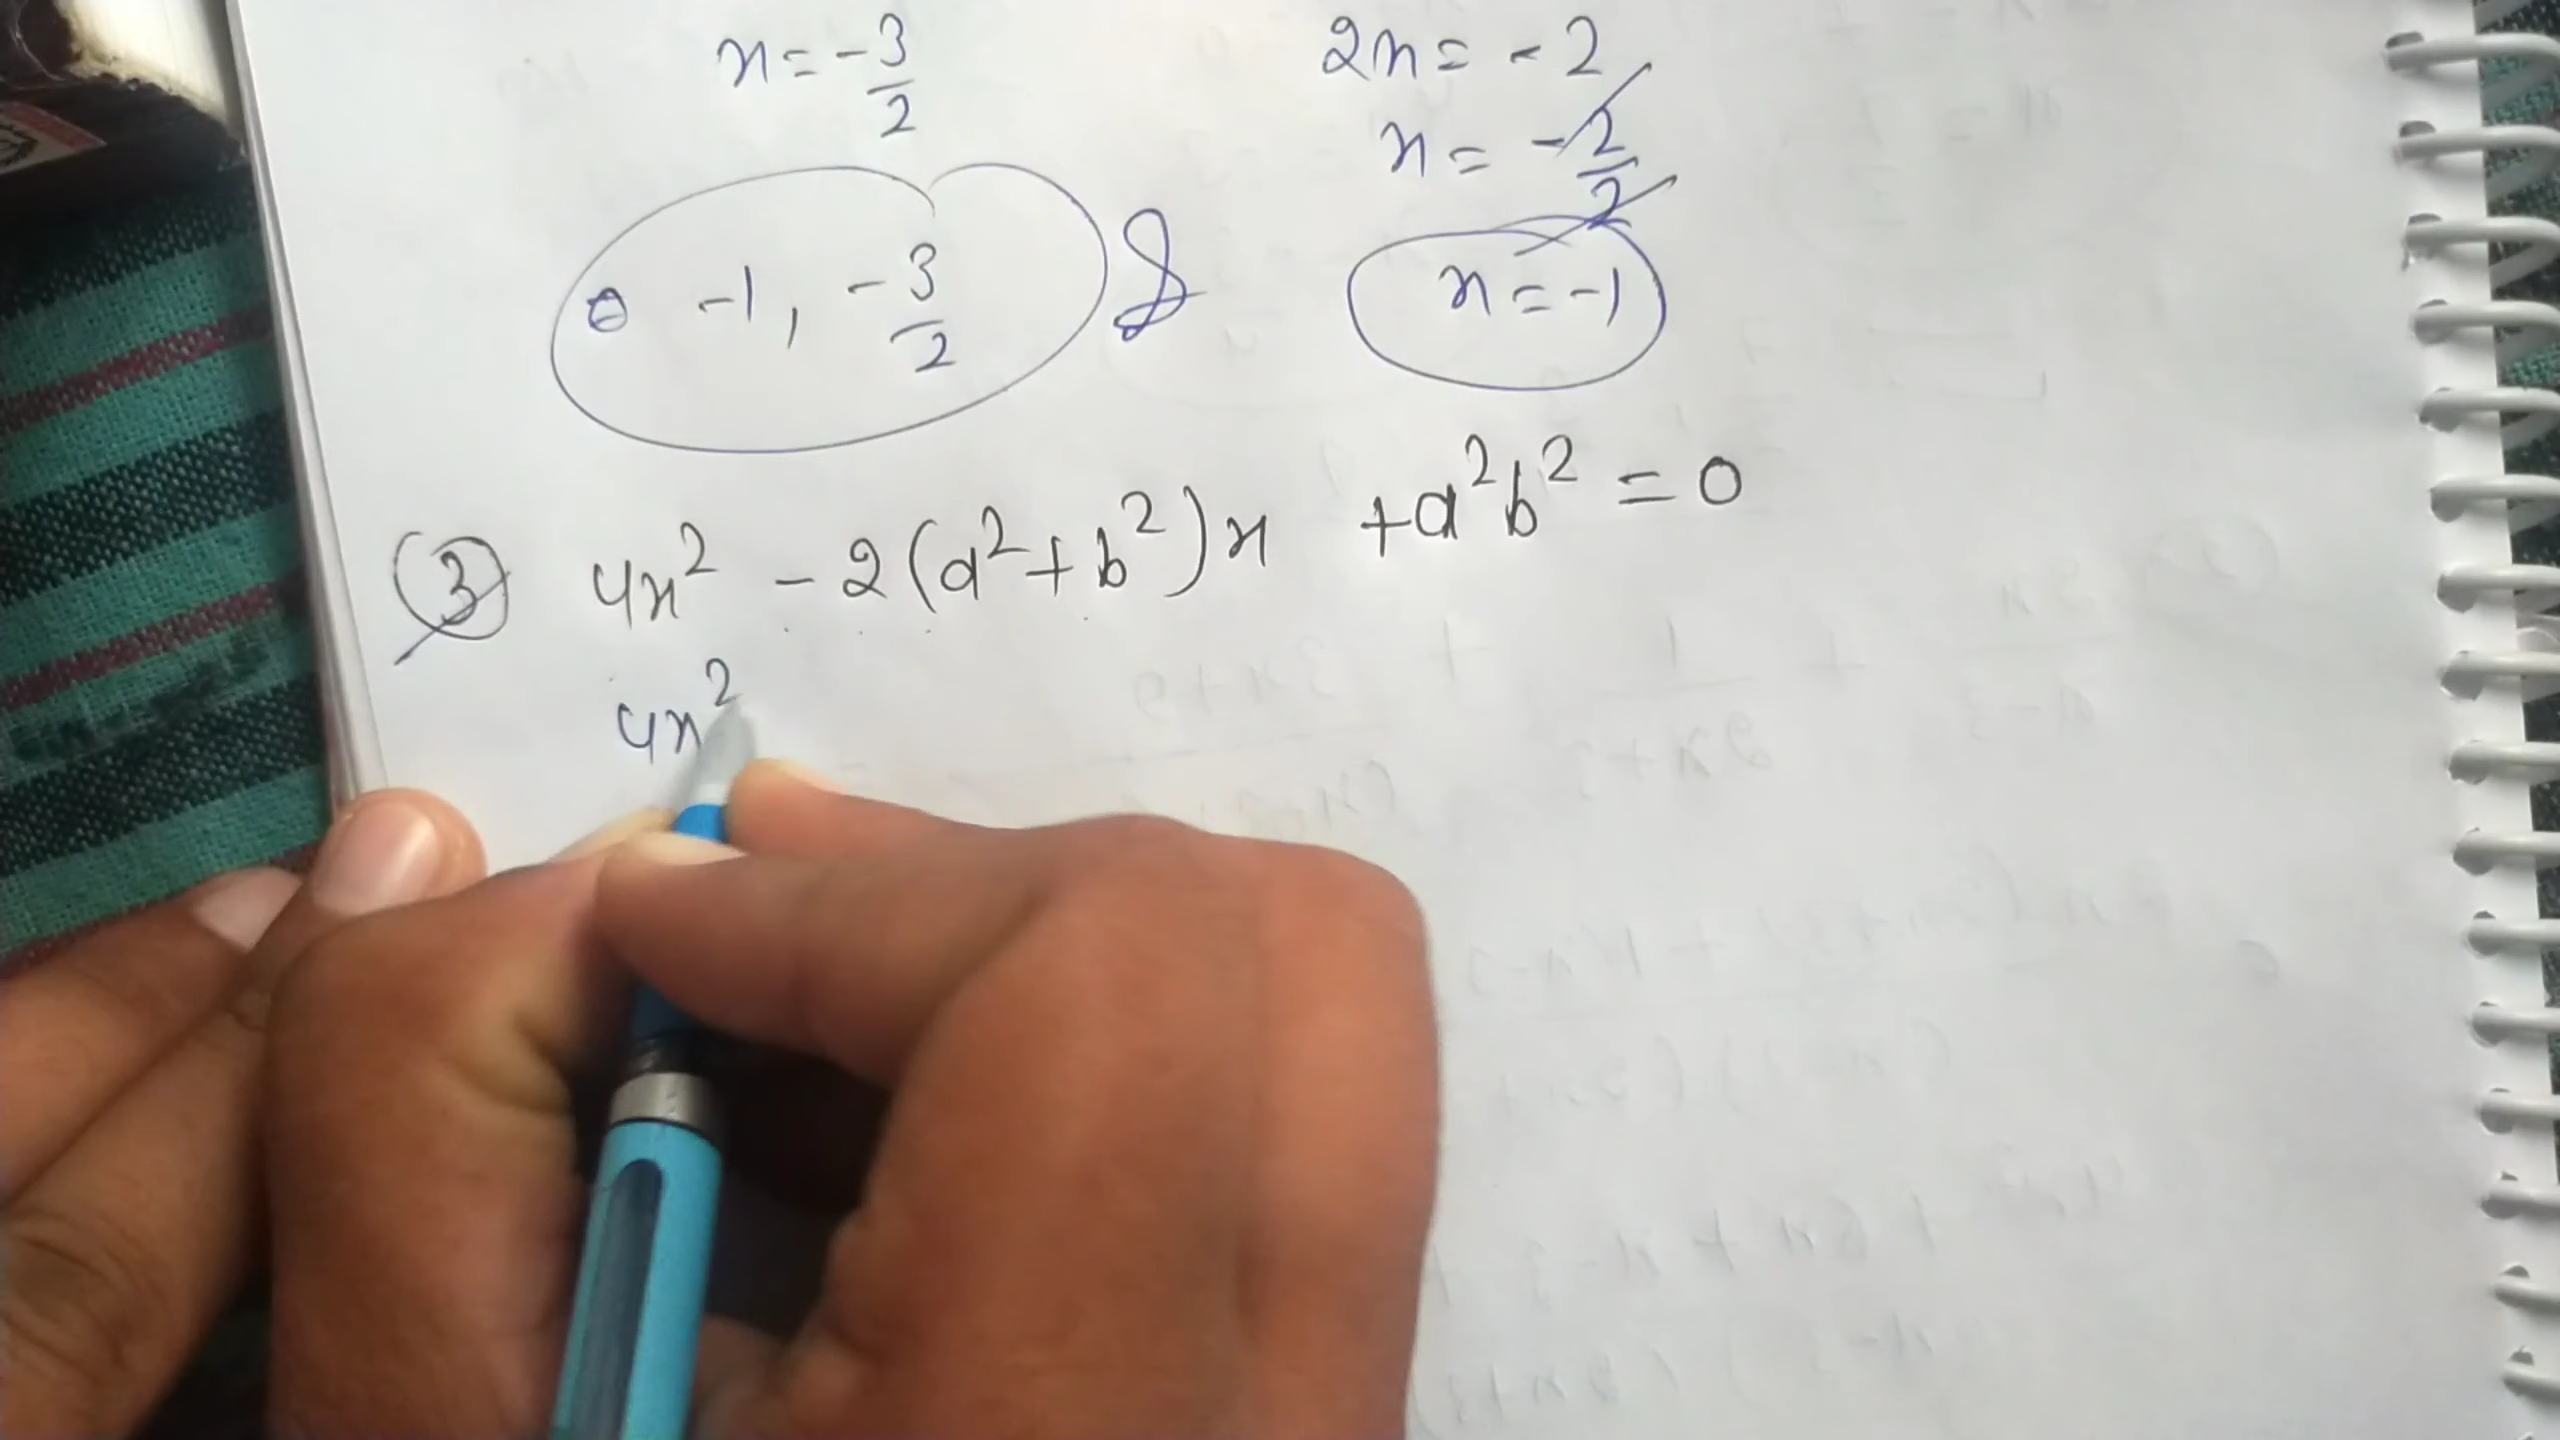 x = -3/2
2x = -2
x = -2/2
-1, -3/2
x = -1
③ 4x² - 2(a²+b²)x + a²b² = 0
4x²